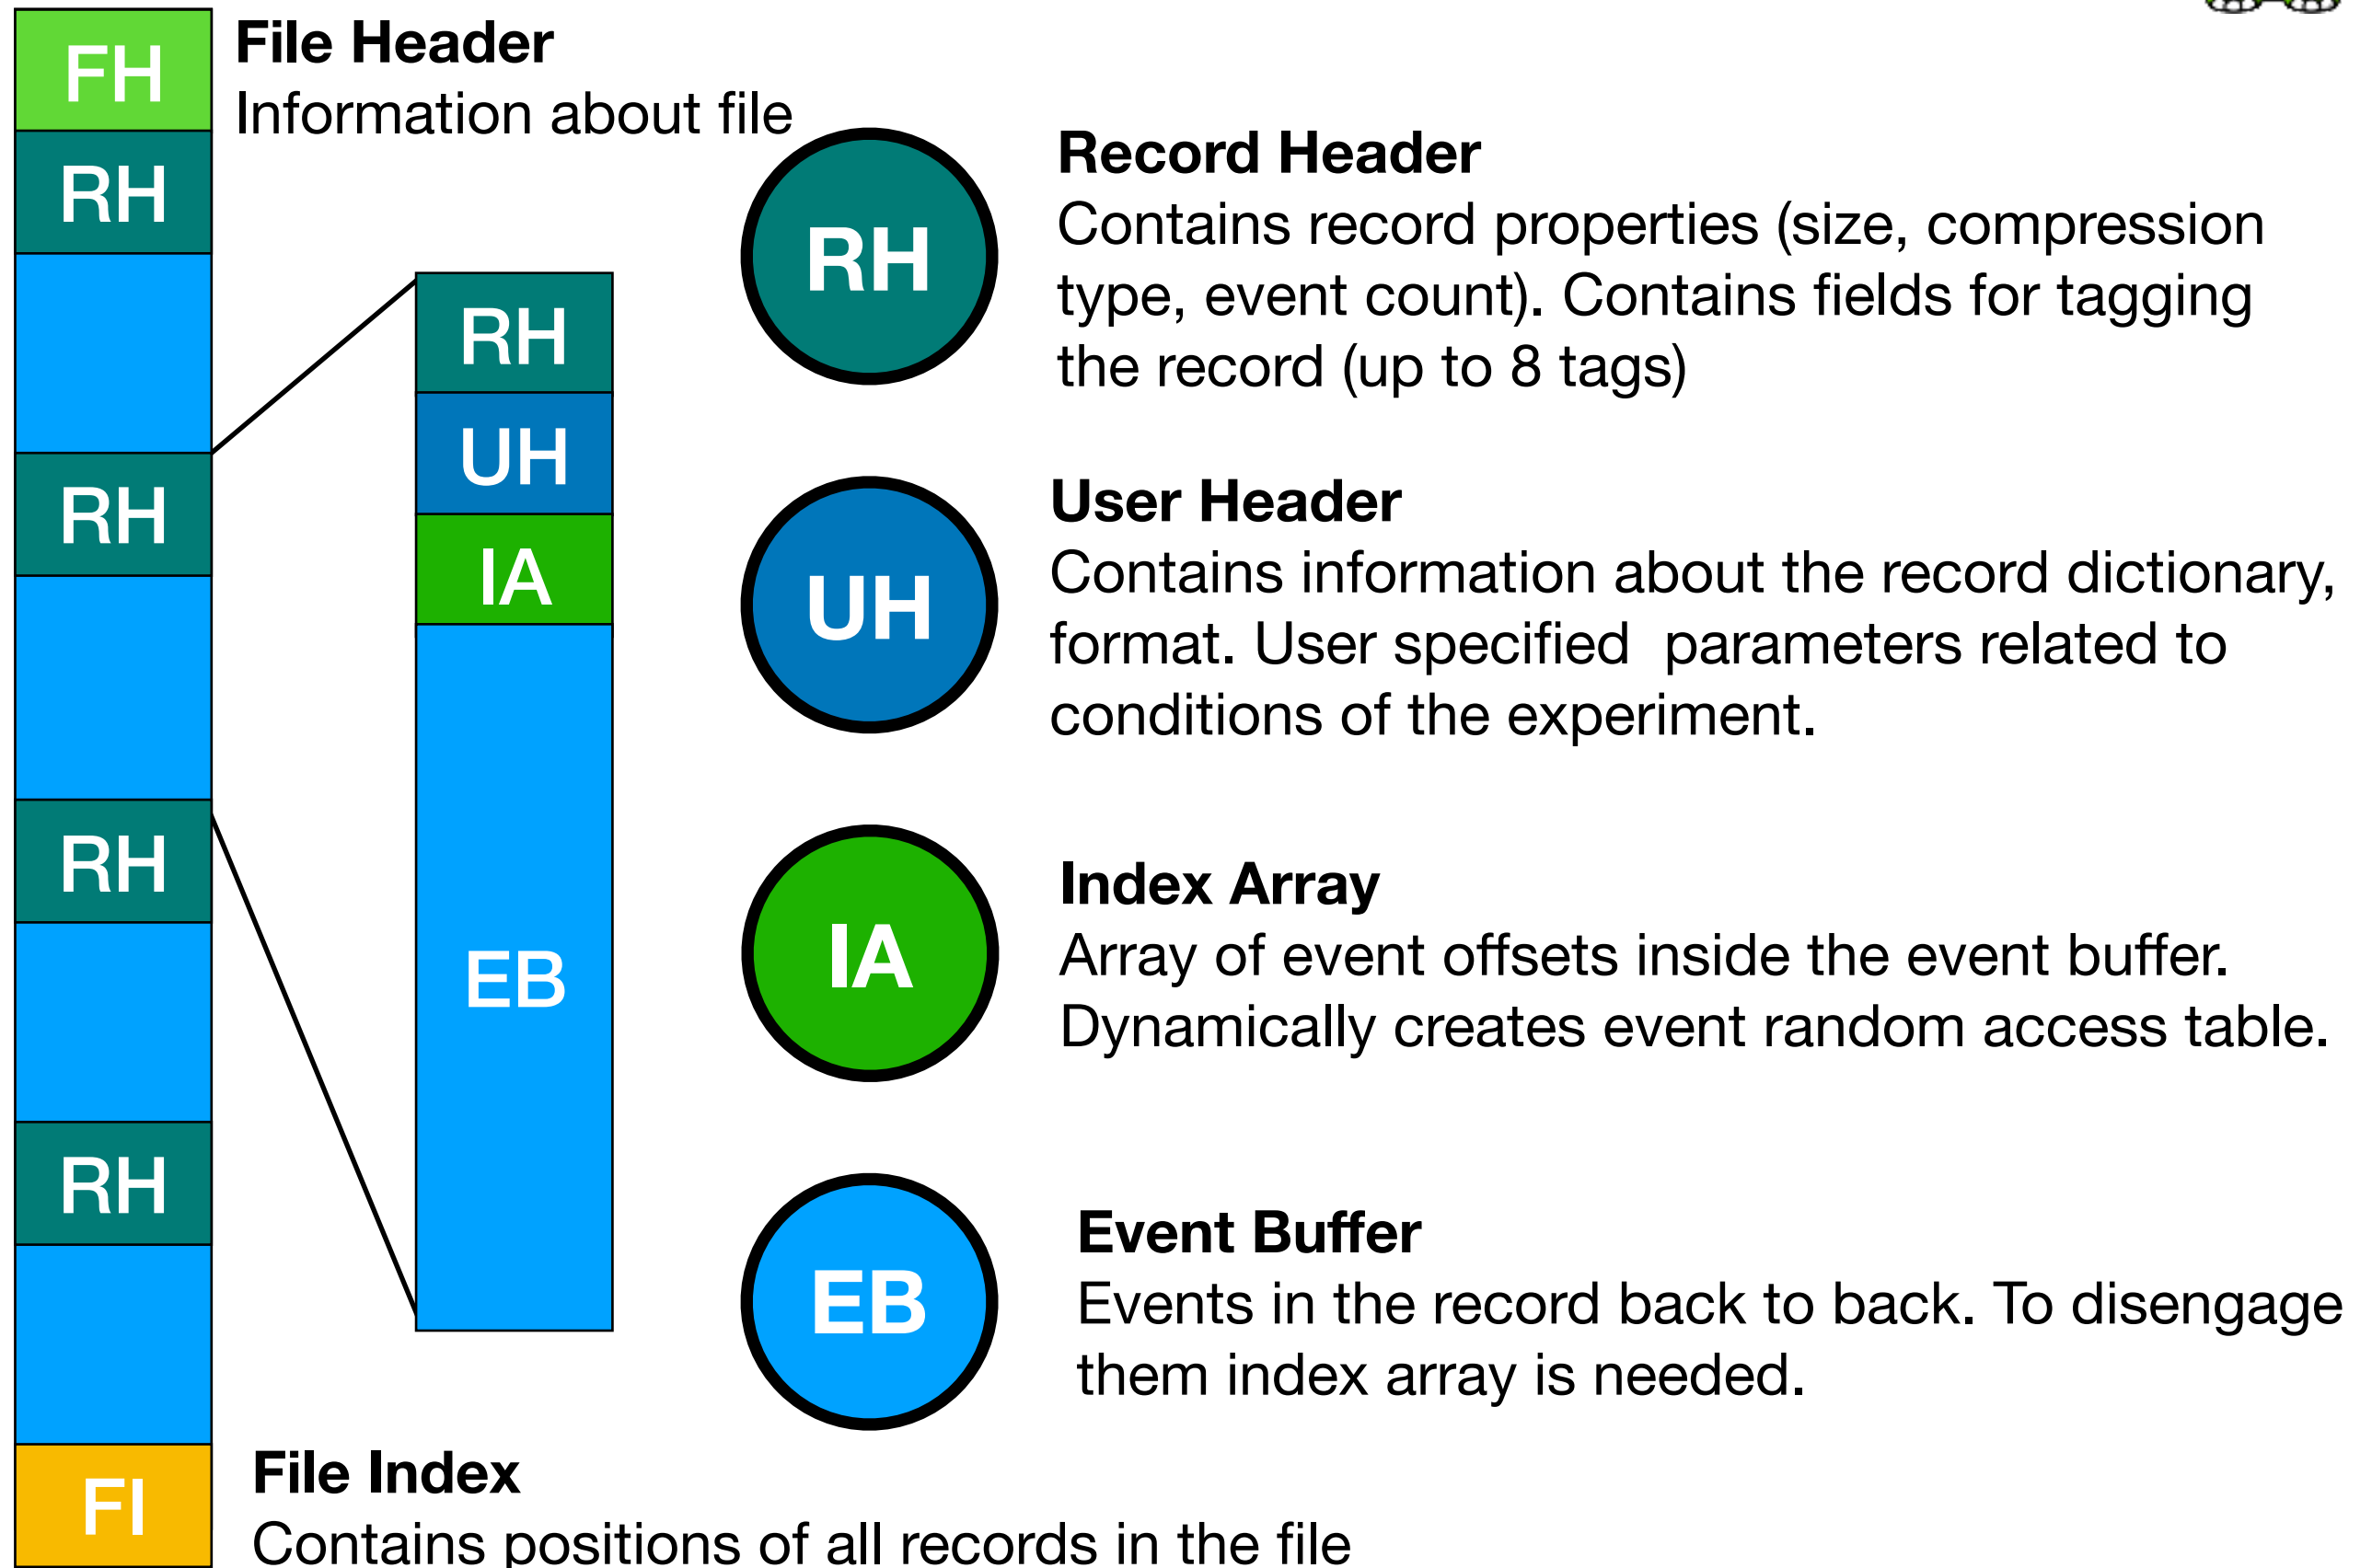 FH
File Header
Information about file
RH
RH
RH
RH
FI
File Index
Contains positions of all records in the file
RH
UH
IA
EB
RH
Record Header
Contains record properties (size, compression
type, event count). Contains fields for tagging
the record (up to 8 tags)
UH
User Header
Contains information about the record dictionary,
format. User specified  parameters related to
conditions of the experiment.
IA
Index Array
Array of event offsets inside the event buffer.
Dynamically creates event random access table.
EB
Event Buffer
Events in the record back to back. To disengage
them index array is needed.